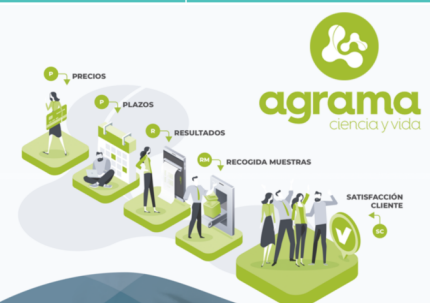 agrama
ciencia y vida
P
PRECIOS
P
PLAZOS
R
RESULTADOS
RM
RECOGIDA MUESTRAS
SATISFACCIÓN
CLIENTE
SC